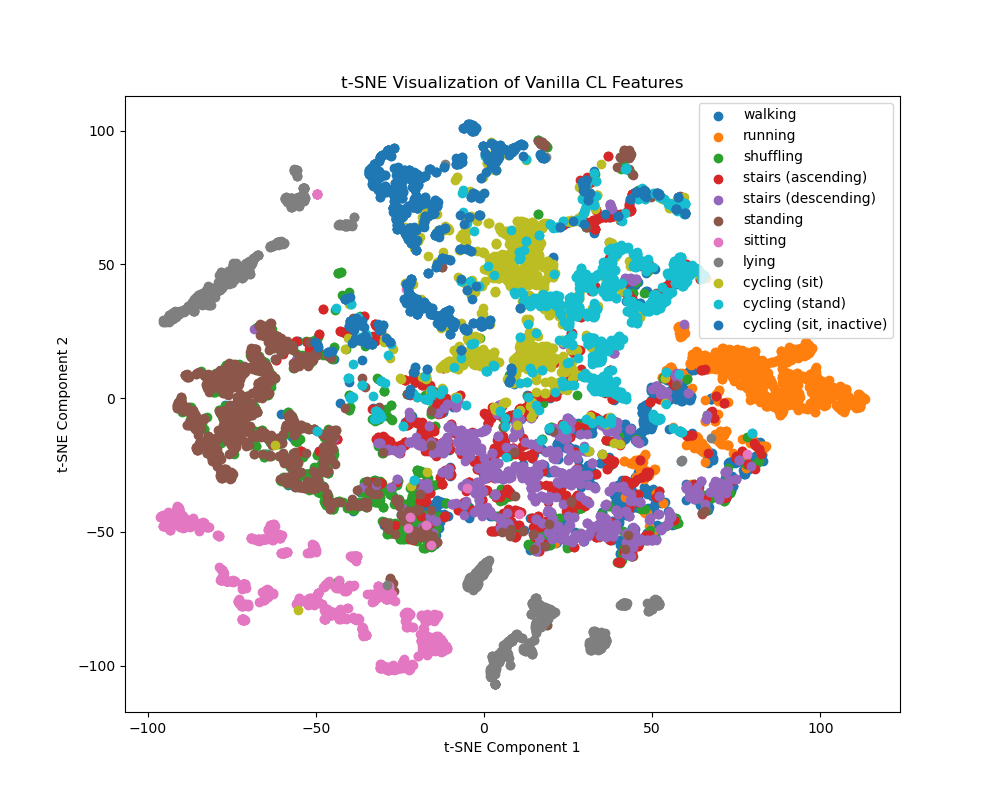 t-SNE Visualization of Vanilla CL Features
walking
running
shuffling
stairs (ascending)
stairs (descending)
standing
sitting
lying
cycling (sit)
cycling (stand)
cycling (sit, inactive)
100
50
0
−50
−100
t-SNE Component 2
−100
−50
0
50
100
t-SNE Component 1